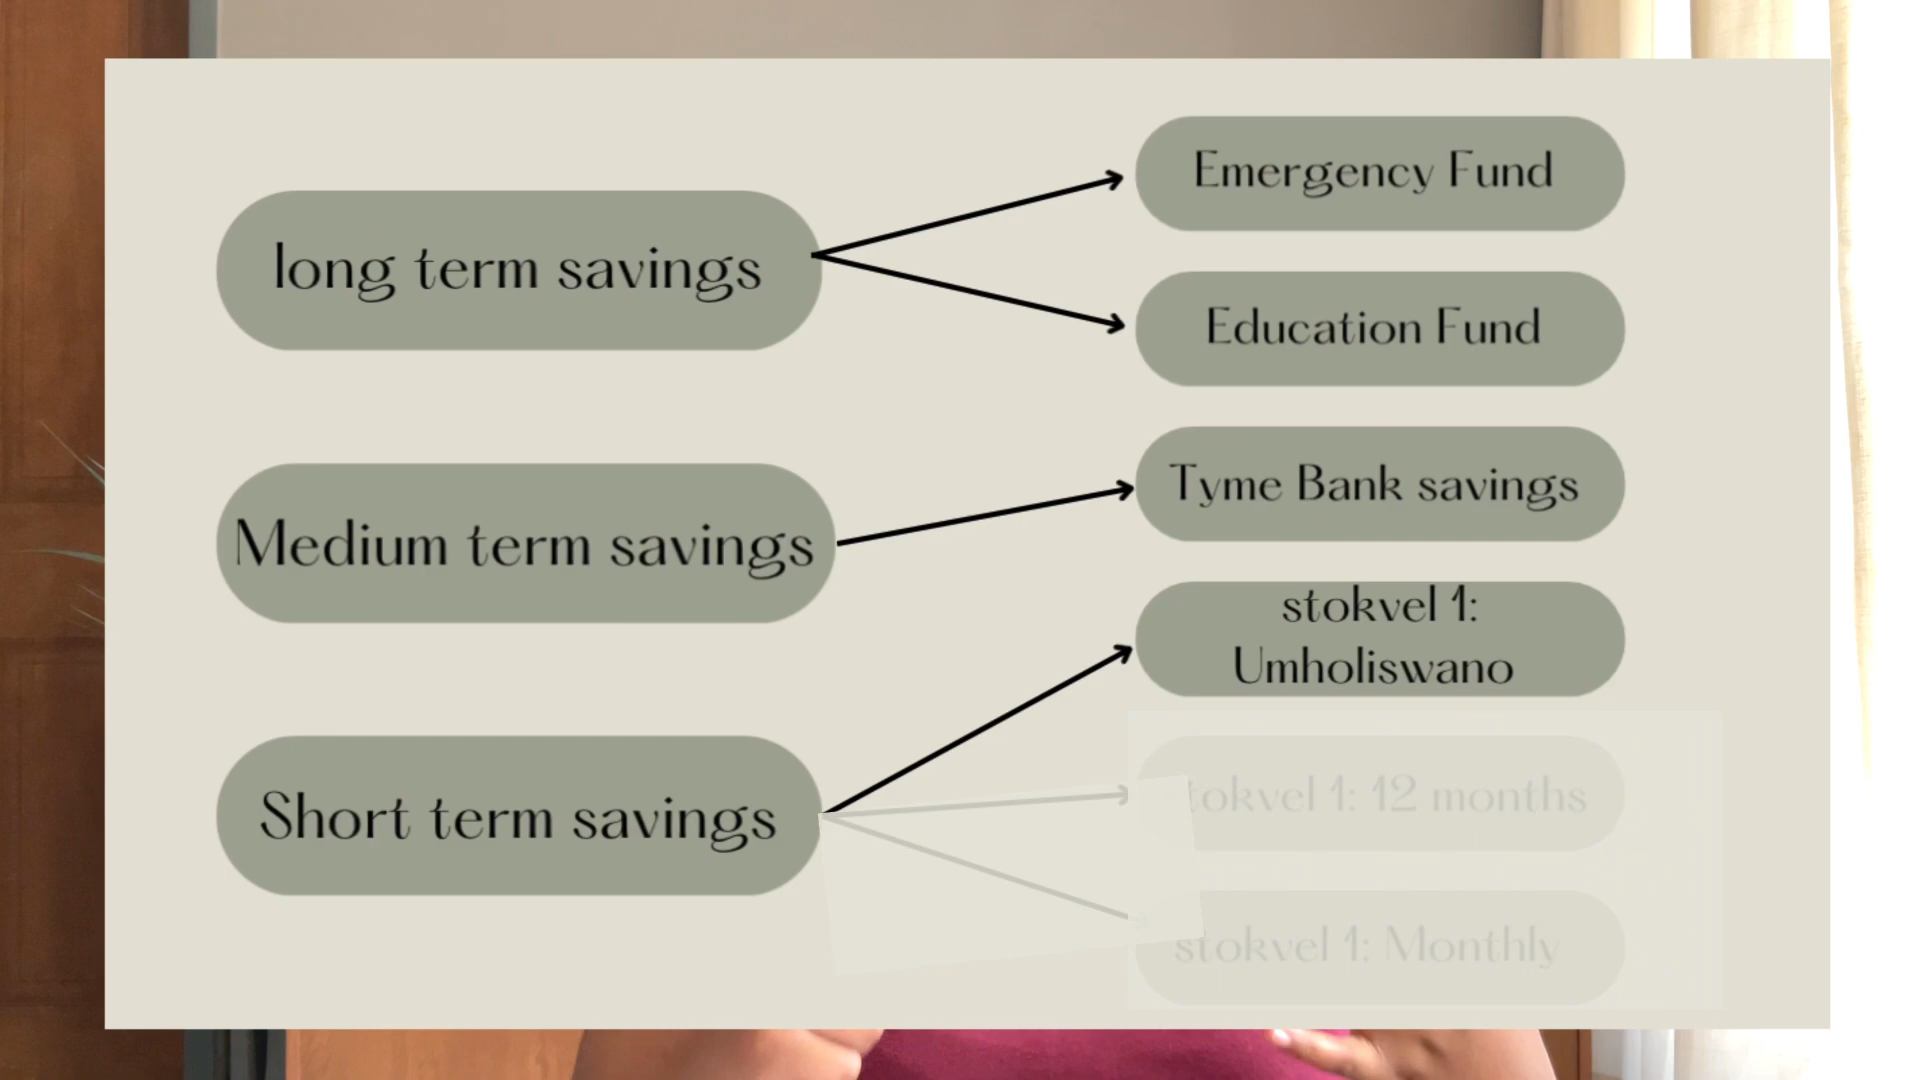 long term savings
Emergency Fund
Education Fund
Medium term savings
Tyme Bank savings
Short term savings
stokvel 1:
Umholiswano
stokvel 1: 12 months
stokvel 1: Monthly